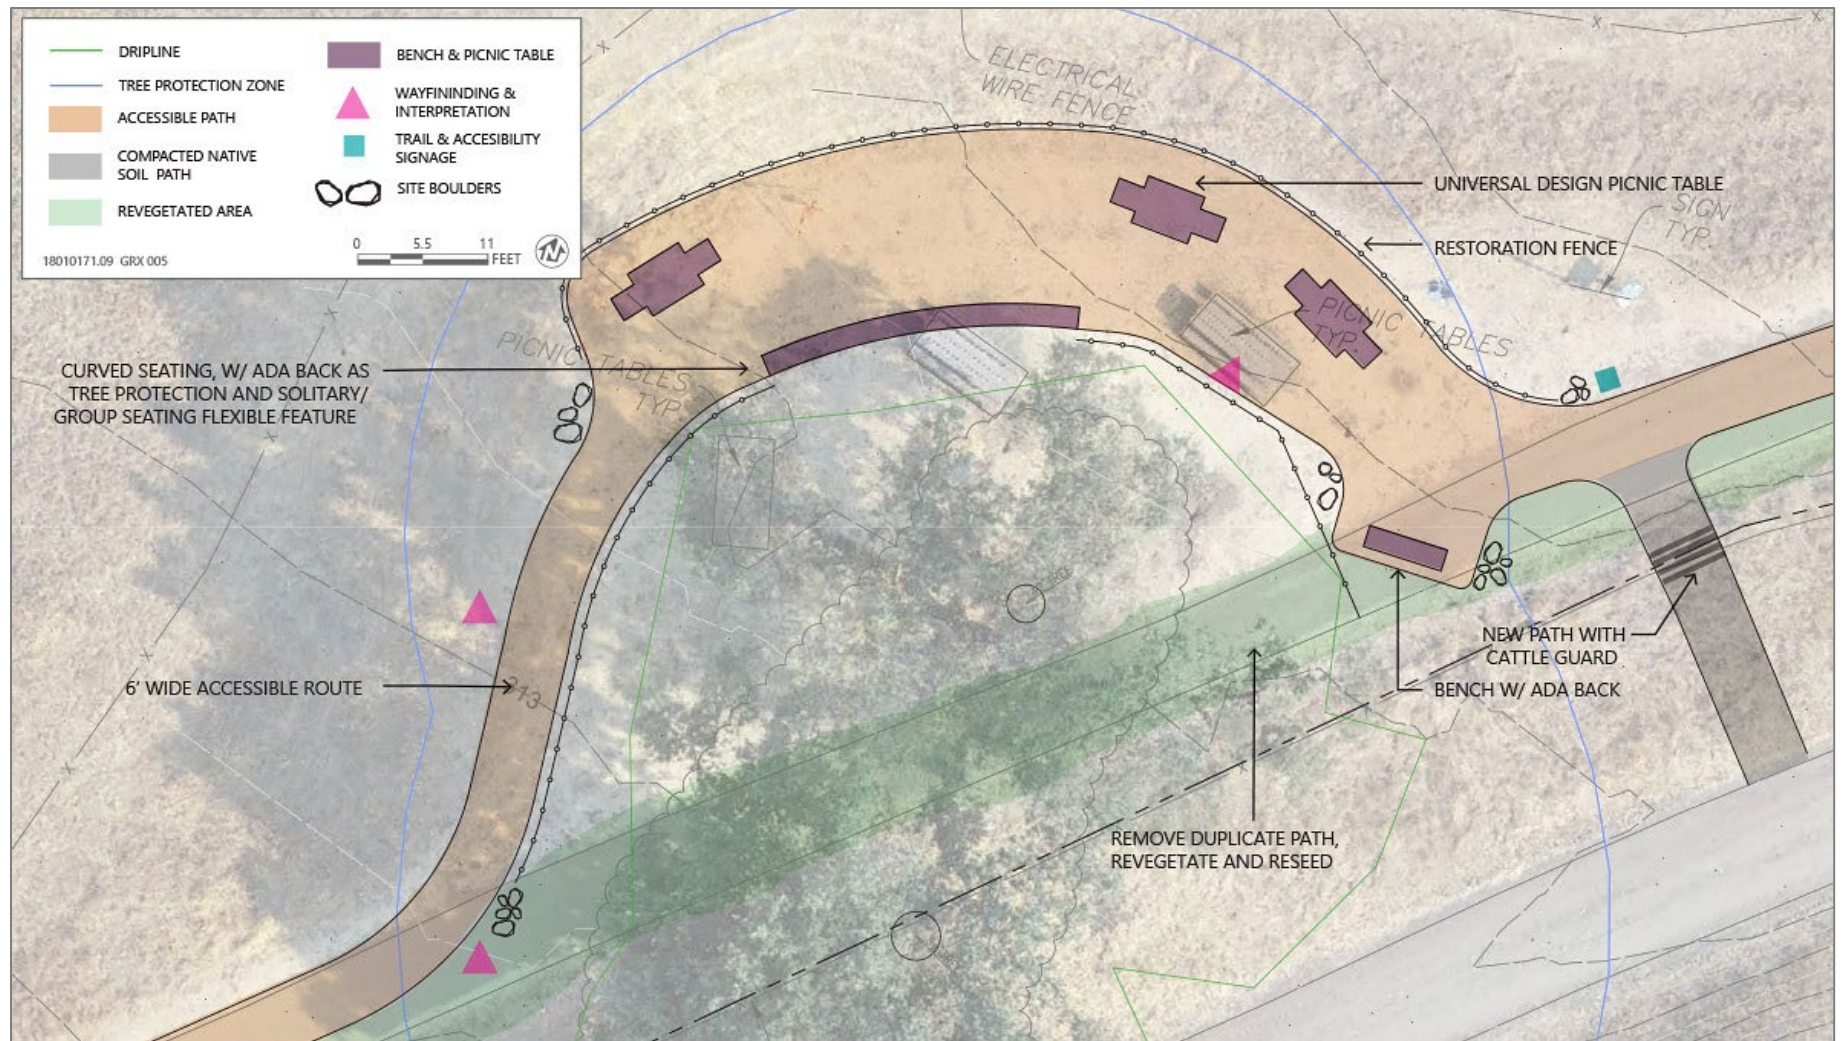 DRIPLINE
TREE PROTECTION ZONE
ACCESSIBLE PATH
COMPACTED NATIVE
SOIL PATH
REVEGETATED AREA
18010171.09 GRX 005
BENCH & PICNIC TABLE
WAYFININDING &
INTERPRETATION
TRAIL & ACCESIBILITY
SIGNAGE
SITE BOULDERS
0 5.5 11
FEET
N
ELECTRICAL
WIRE FENCE
UNIVERSAL DESIGN PICNIC TABLE
SIGN
TYP.
RESTORATION FENCE
PICNIC TABLES
TYP.
PICNIC TABLES
TYP.
CURVED SEATING, W/ ADA BACK AS
TREE PROTECTION AND SOLITARY/
GROUP SEATING FLEXIBLE FEATURE
6' WIDE ACCESSIBLE ROUTE
313
NEW PATH WITH
CATTLE GUARD
BENCH W/ ADA BACK
REMOVE DUPLICATE PATH,
REVEGETATE AND RESEED